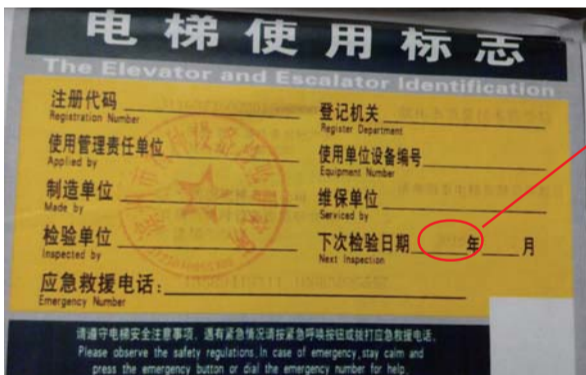 电梯使用标志
The Elevator and Escalator Identification
注册代码
Registration Number
登记机关
Register Department
使用管理责任单位
Applied by
使用单位设备编号
Equipment Number
制造单位
Made by
维保单位
Serviced by
检验单位
Inspected by
下次检验日期 年 月
Next Inspection
应急救援电话:
Emergency Number
请遵守电梯安全注意事项,遇有紧急情况请按紧急呼唤按钮或拨打应急救援电话。
Please observe the safety regulations.In case of emergency,stay calm and
press the emergency button or dial the emergency number for help.